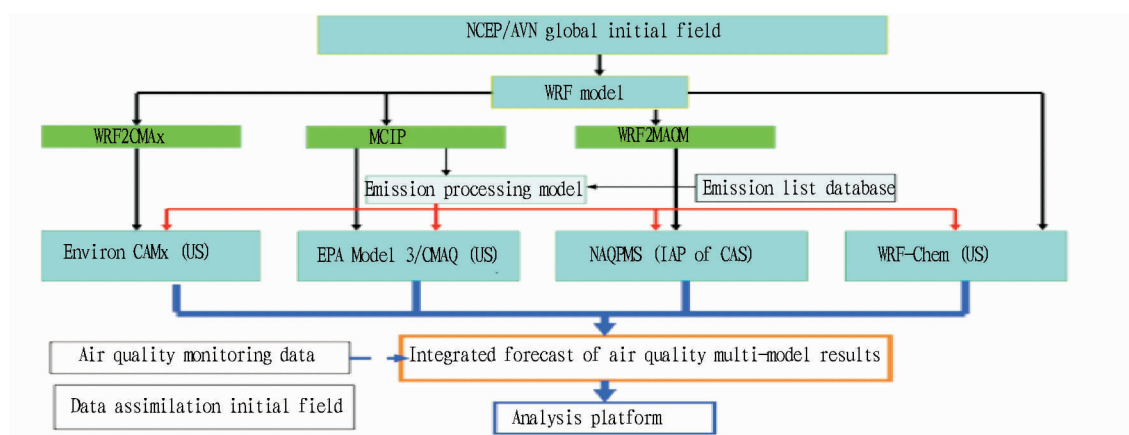 NCEP/AVN global initial field
WRF model
WRF2CMAx
MCIP
WRF2MAOM
Emission processing model
Emission list database
Environ CAMx (US)
EPA Model 3/CMAQ (US)
NAQPMS (IAP of CAS)
WRF-Chem (US)
Air quality monitoring data
Integrated forecast of air quality multi-model results
Data assimilation initial field
Analysis platform